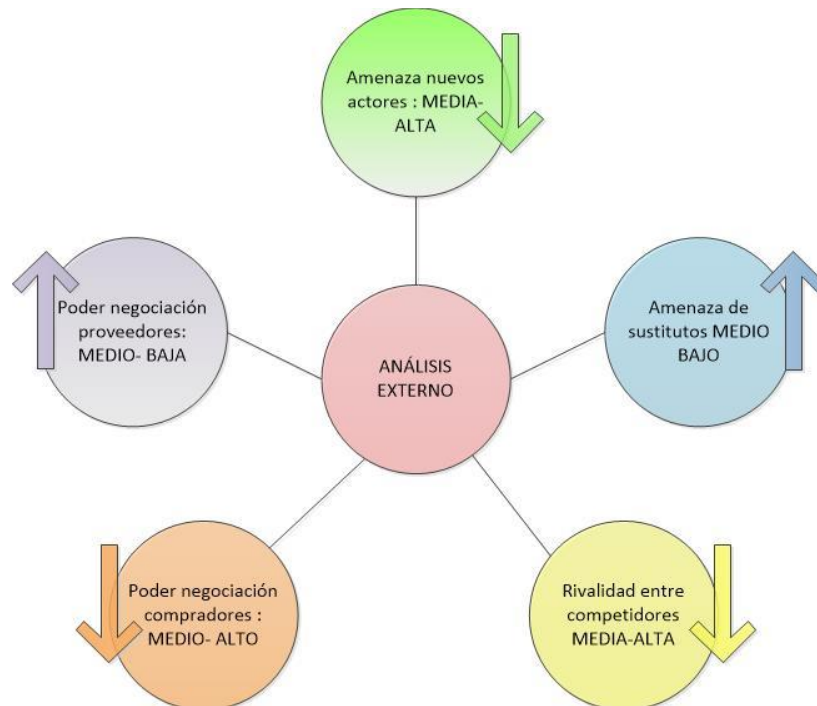 Amenaza nuevos
actores : MEDIA-
ALTA
Poder negociación
proveedores:
MEDIO- BAJA
Amenaza de
sustitutos MEDIO
BAJO
ANÁLISIS
EXTERNO
Poder negociación
compradores :
MEDIO- ALTO
Rivalidad entre
competidores
MEDIA-ALTA